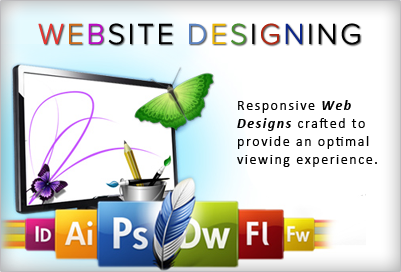 WEBSITE DESIGNING
Responsive Web
Designs crafted to
provide an optimal
viewing experience.
ID Ai Ps Dw Fl Fw